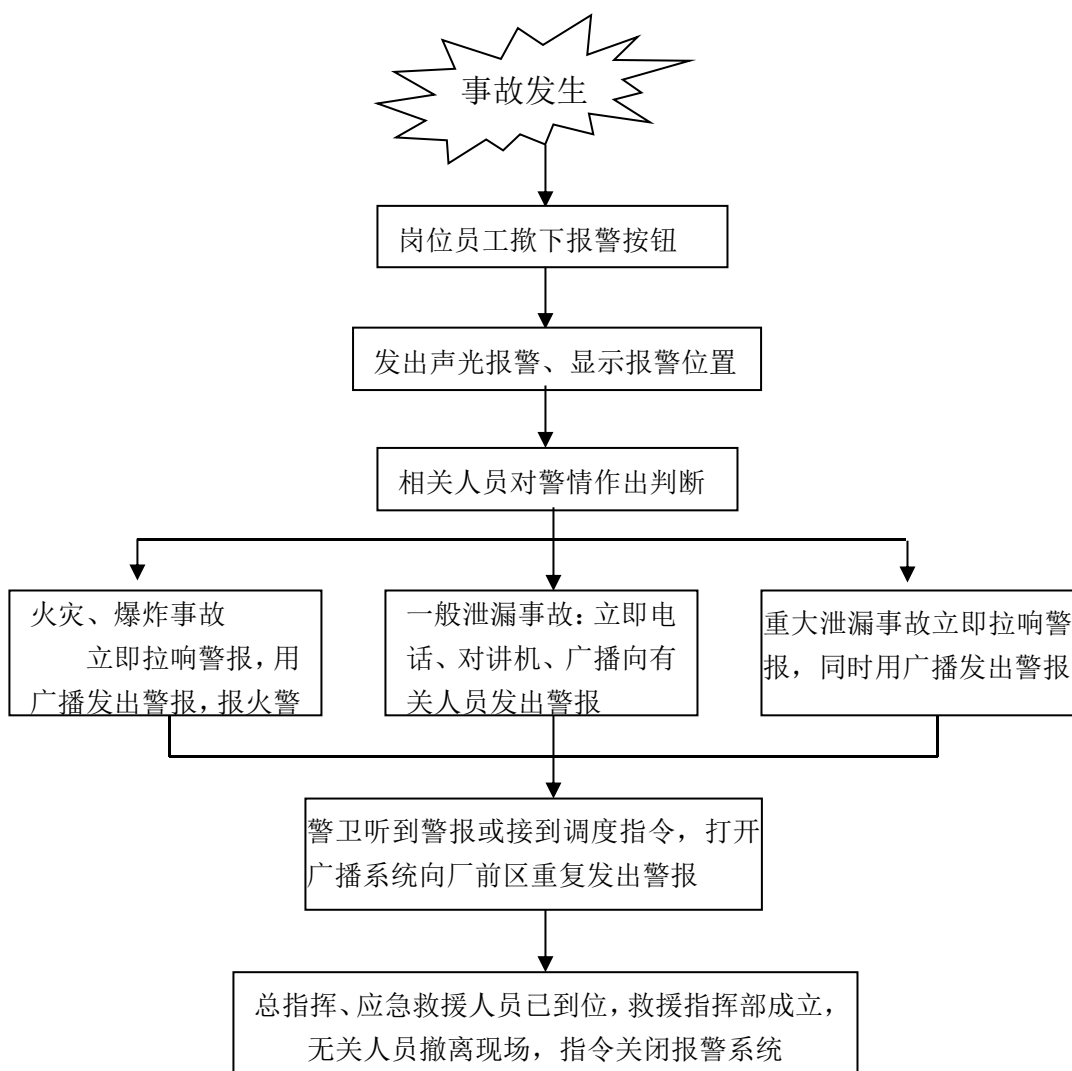 事故发生
岗位员工揿下报警按钮
发出声光报警、显示报警位置
相关人员对警情作出判断
火灾、爆炸事故
立即拉响警报,用
广播发出警报,报火警
一般泄漏事故:立即电
话、对讲机、广播向有
关人员发出警报
重大泄漏事故立即拉响警
报,同时用广播发出警报
警卫听到警报或接到调度指令,打开
广播系统向厂前区重复发出警报
总指挥、应急救援人员已到位,救援指挥部成立,
无关人员撤离现场,指令关闭报警系统